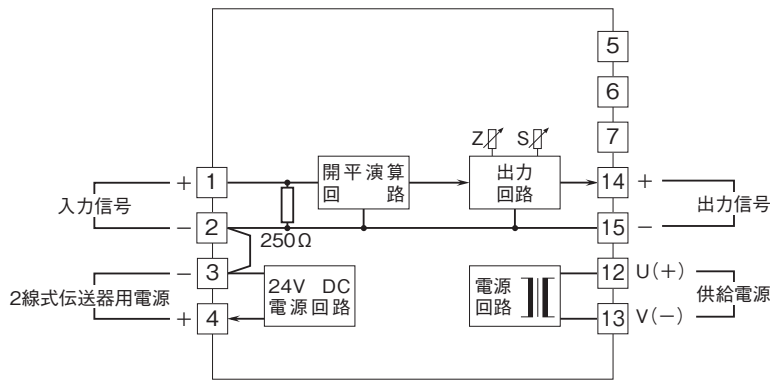 5
6
7
Z S
+ 1 開平演算回路 出力回路 14 +
入力信号 出力信号
− 2 250Ω 15 −
− 3 24V DC電源回路 電源回路 12 U(+)
2線式伝送器用電源 供給電源
+ 4 13 V(−)